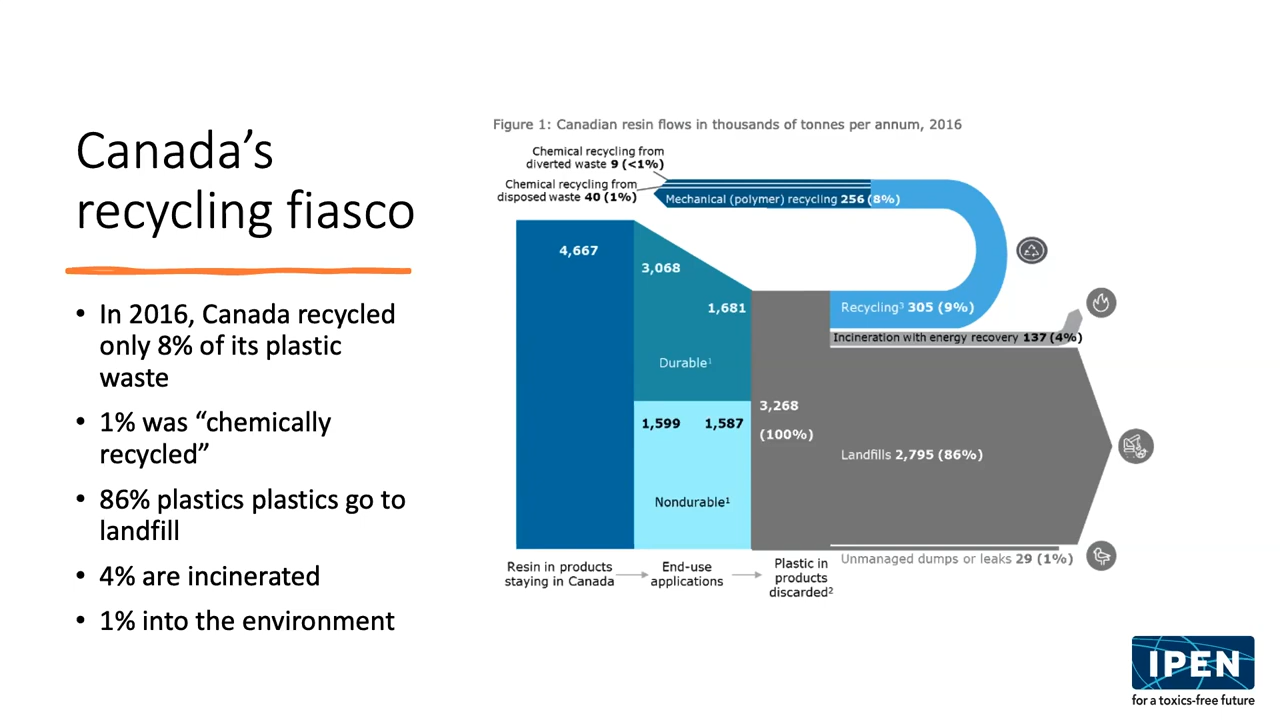 Canada's
recycling fiasco
• In 2016, Canada recycled
only 8% of its plastic
waste
• 1% was “chemically
recycled”
• 86% plastics plastics go to
landfill
• 4% are incinerated
• 1% into the environment
Figure 1: Canadian resin flows in thousands of tonnes per annum, 2016
Chemical recycling from
diverted waste 9 (<1%)
Chemical recycling from
disposed waste 40 (1%)
Mechanical (polymer) recycling 256 (8%)
4,667
3,068
1,681
Durable¹
1,599 1,587
Nondurable¹
3,268
(100%)
Recycling³ 305 (9%)
Incineration with energy recovery 137 (4%)
Landfills 2,795 (86%)
Unmanaged dumps or leaks 29 (1%)
Resin in products
staying in Canada
End-use
applications
Plastic in
products
discarded²
IPEN
for a toxics-free future